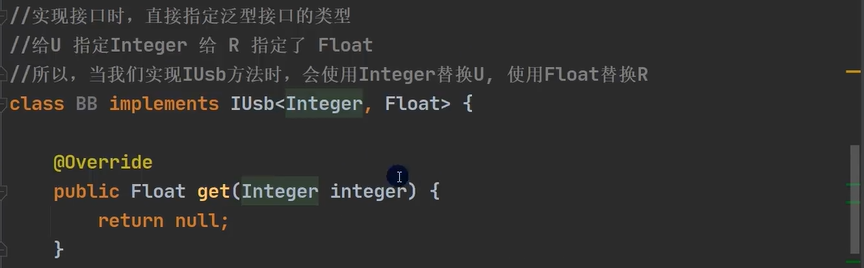 //实现接口时，直接指定泛型接口的类型
//给U 指定Integer 给 R 指定了 Float
//所以，当我们实现IUsb方法时，会使用Integer替换U, 使用Float替换R
class BB implements IUsb<Integer, Float> {
@Override
public Float get(Integer integer) {
return null;
}